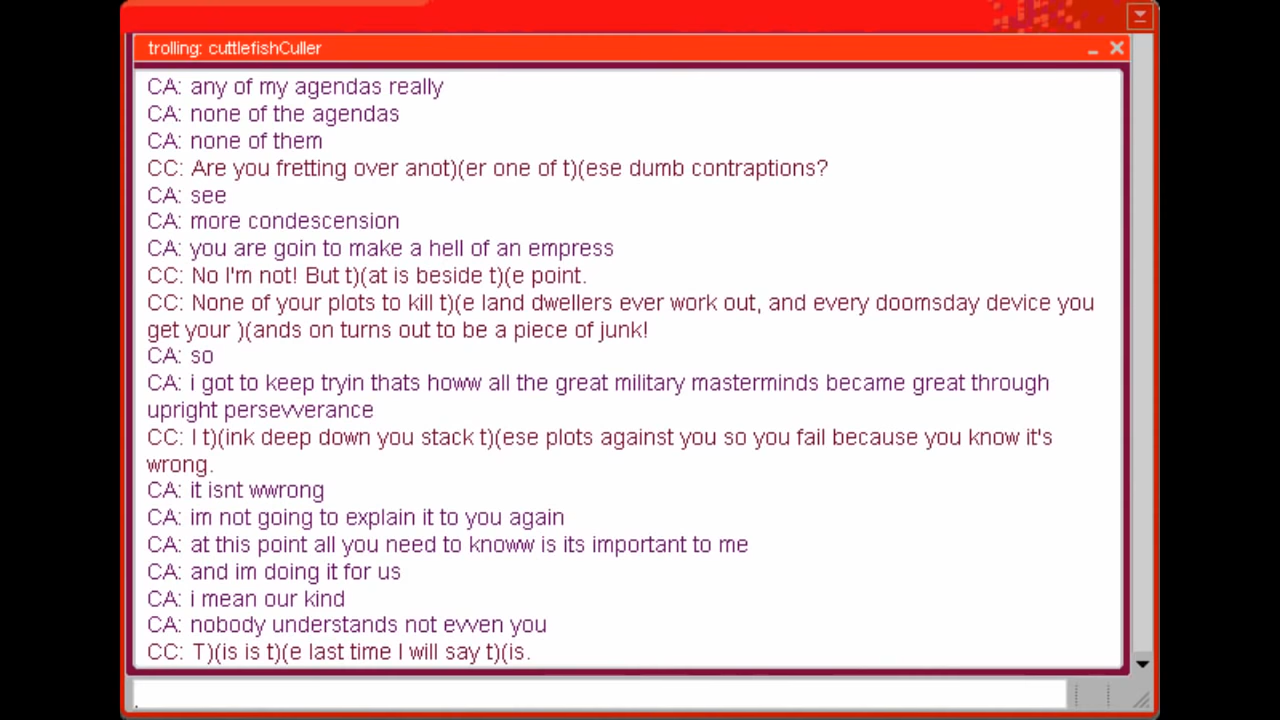 trolling: cuttlefishCuller
CA: any of my agendas really
CA: none of the agendas
CA: none of them
CC: Are you fretting over anot)(er one of t)(ese dumb contraptions?
CA: see
CA: more condescension
CA: you are goin to make a hell of an empress
CC: No I'm not! But t)(at is beside t)(e point.
CC: None of your plots to kill t)(e land dwellers ever work out, and every doomsday device you
get your )(ands on turns out to be a piece of junk!
CA: so
CA: i got to keep tryin thats howw all the great military masterminds became great through
upright persevverance
CC: I t)(ink deep down you stack t)(ese plots against you so you fail because you know it's
wrong.
CA: it isnt wwrong
CA: im not going to explain it to you again
CA: at this point all you need to knoww is its important to me
CA: and im doing it for us
CA: i mean our kind
CA: nobody understands not evven you
CC: T)(is is t)(e last time I will say t)(is.